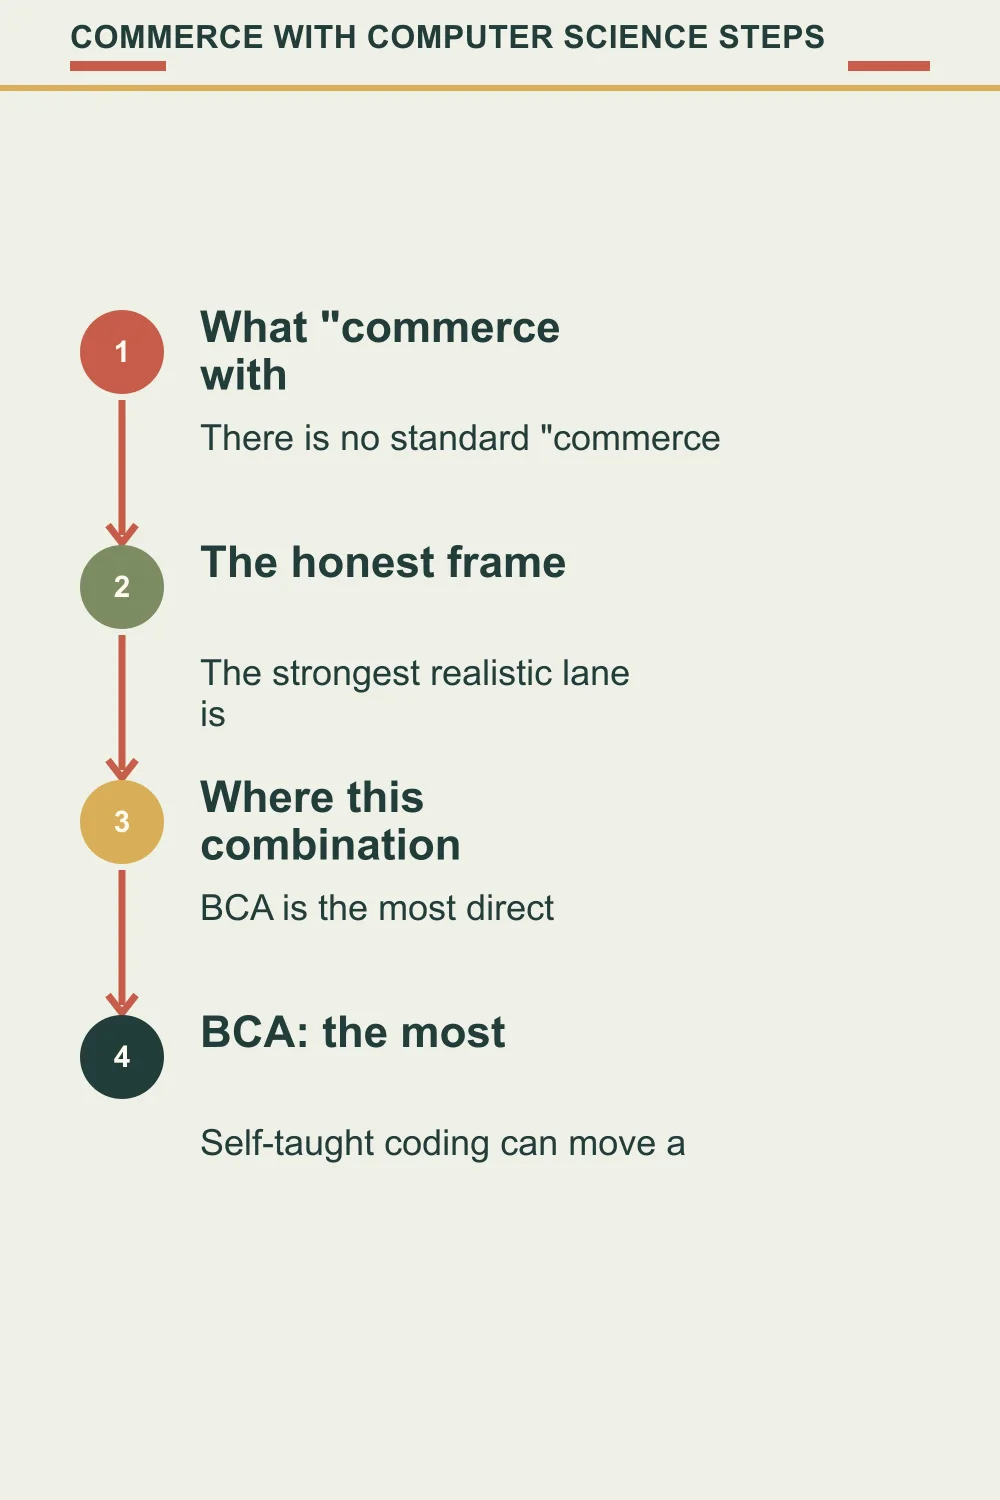 COMMERCE WITH COMPUTER SCIENCE STEPS
1
What "commerce
with
There is no standard "commerce
2
The honest frame
The strongest realistic lane
is
3
Where this
combination
BCA is the most direct
4
BCA: the most
Self-taught coding can move a